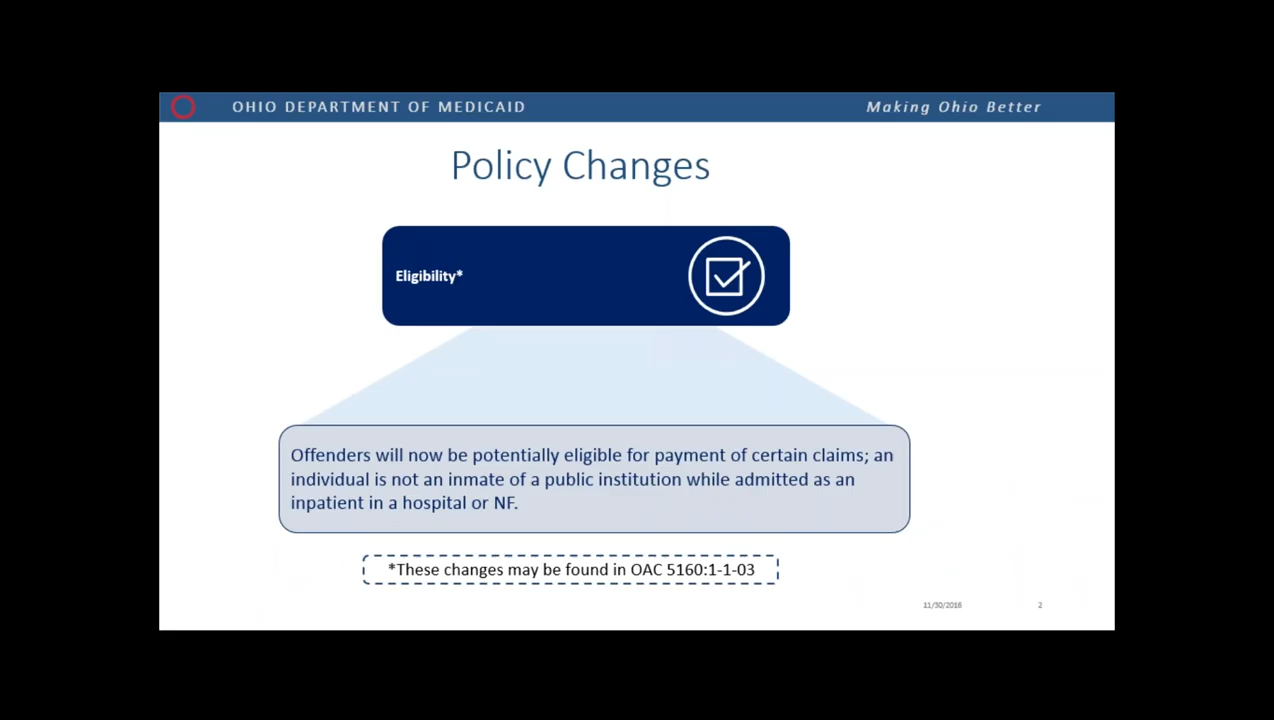 OHIO DEPARTMENT OF MEDICAID
Making Ohio Better
Policy Changes
Eligibility*
Offenders will now be potentially eligible for payment of certain claims; an
individual is not an inmate of a public institution while admitted as an
inpatient in a hospital or NF.
*These changes may be found in OAC 5160:1-1-03
11/30/2016
2